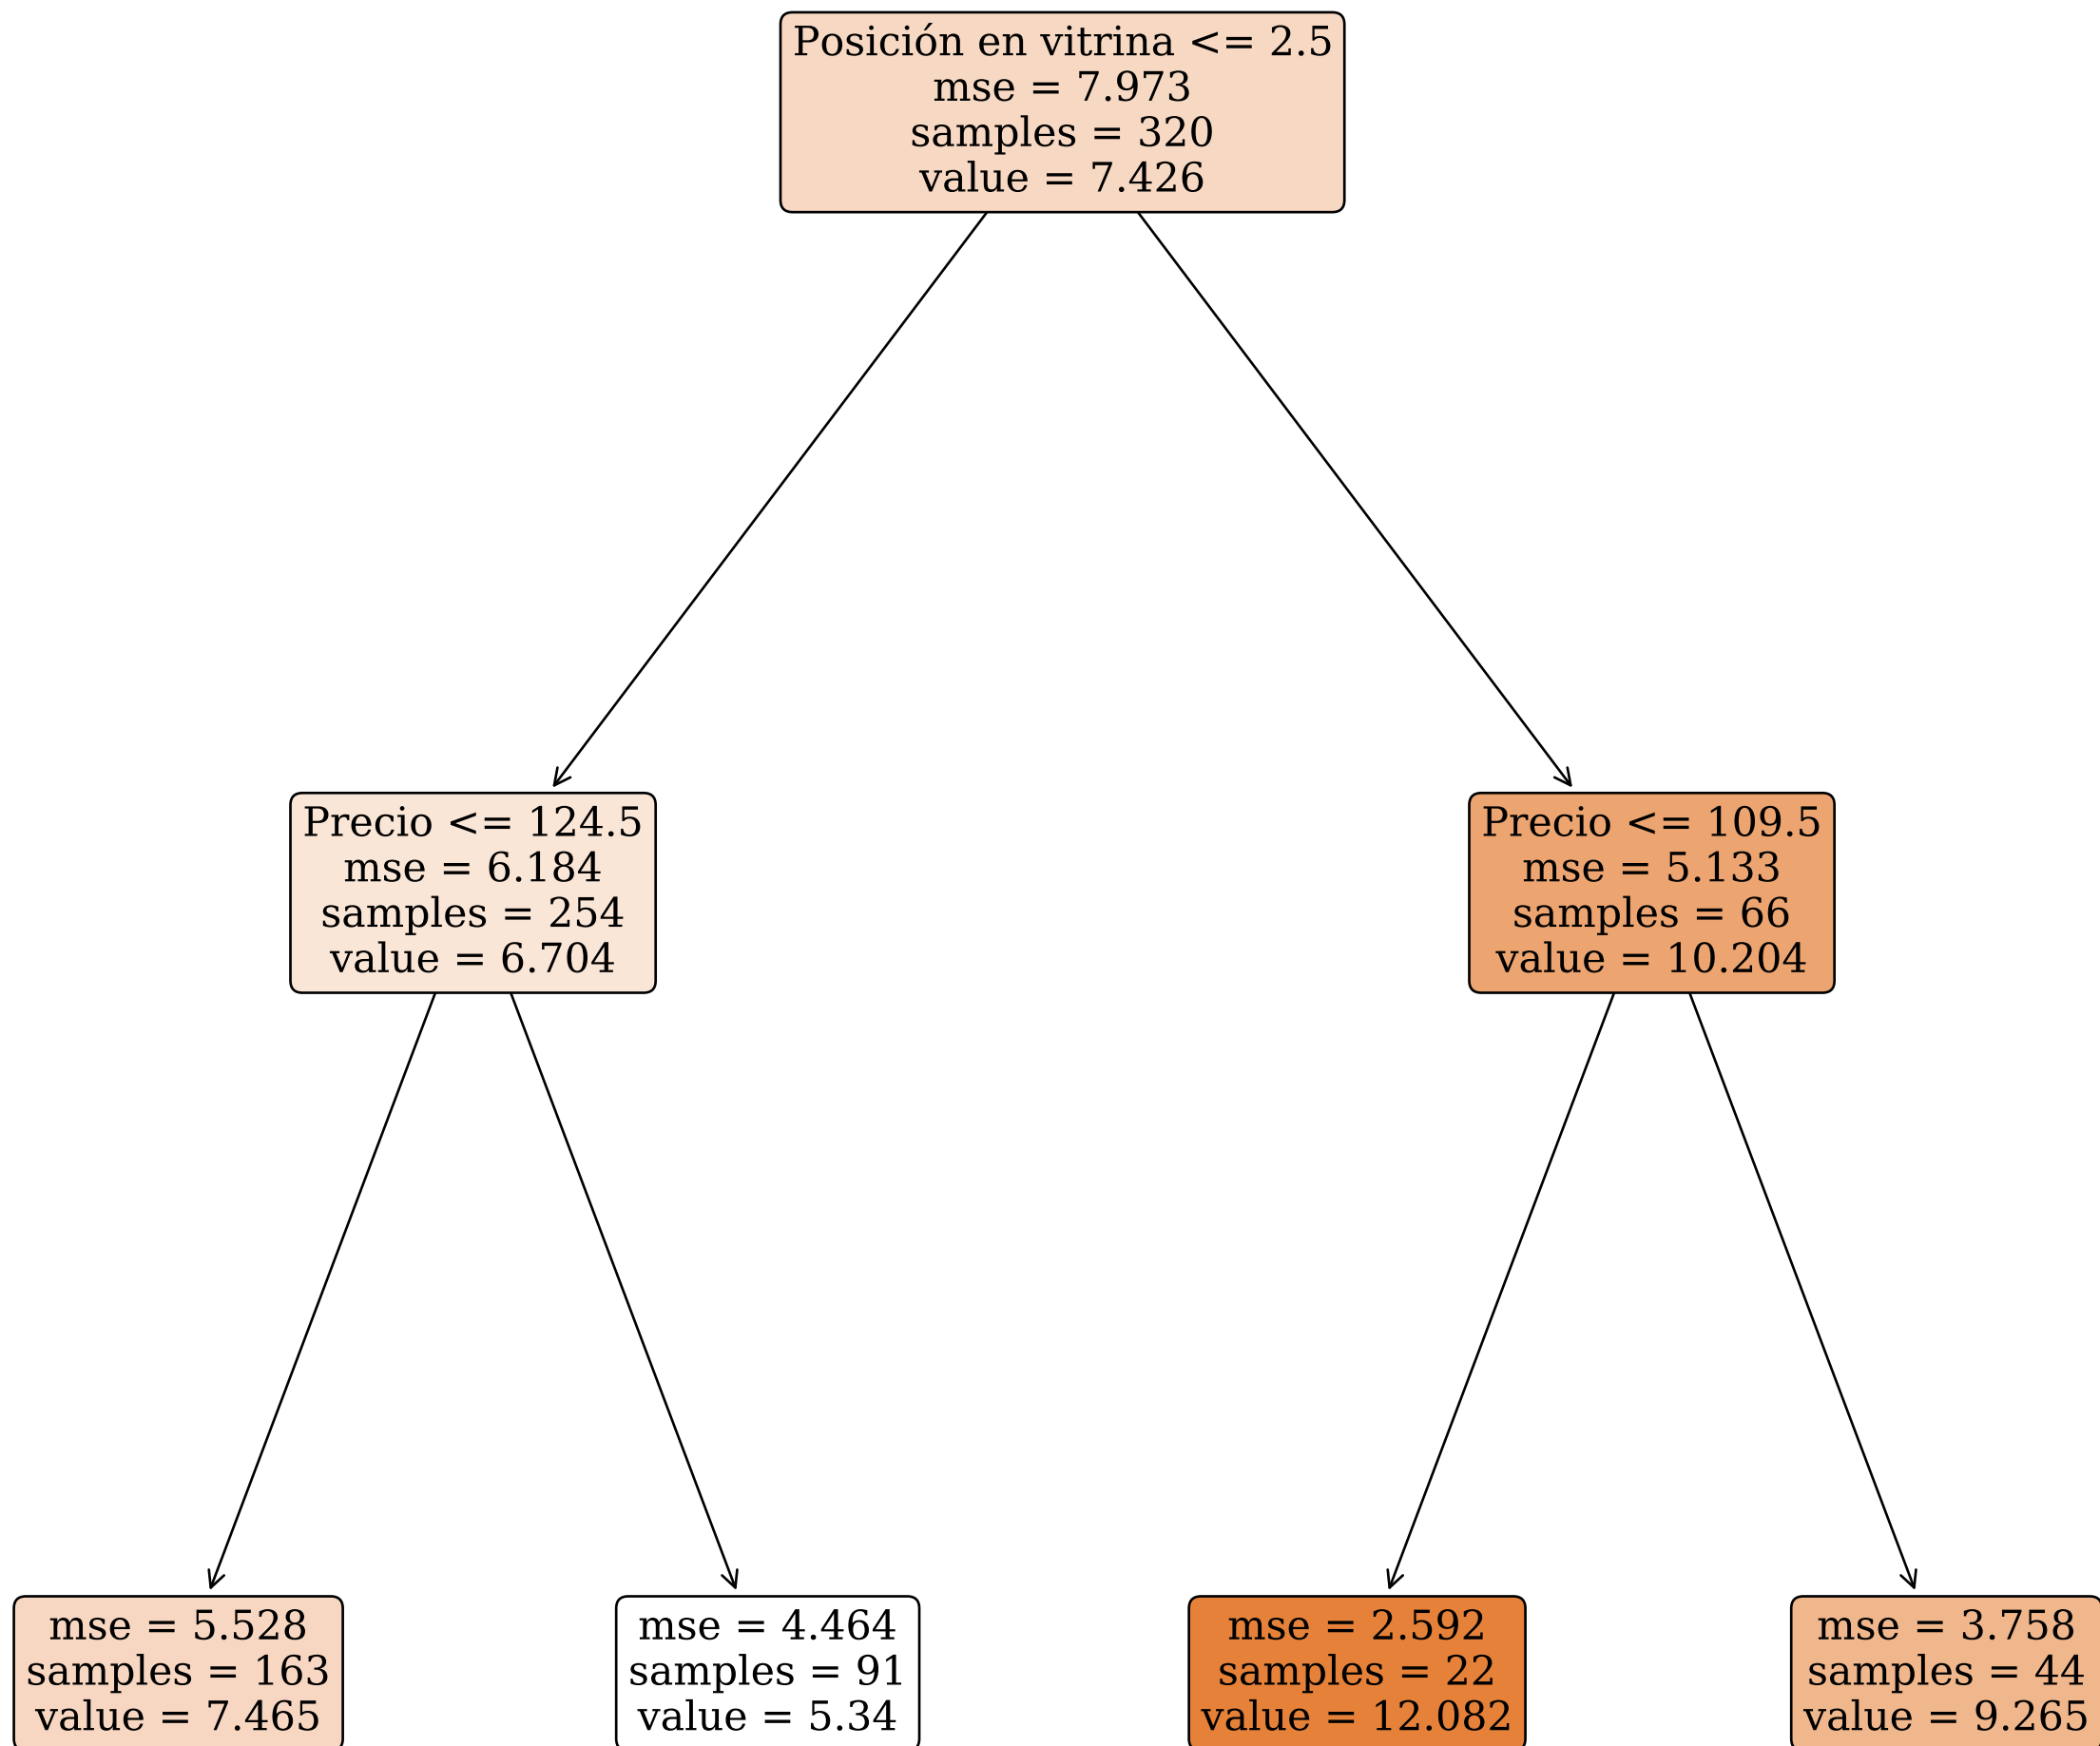 Posición en vitrina <= 2.5
mse = 7.973
samples = 320
value = 7.426
Precio <= 124.5
mse = 6.184
samples = 254
value = 6.704
Precio <= 109.5
mse = 5.133
samples = 66
value = 10.204
mse = 5.528
samples = 163
value = 7.465
mse = 4.464
samples = 91
value = 5.34
mse = 2.592
samples = 22
value = 12.082
mse = 3.758
samples = 44
value = 9.265